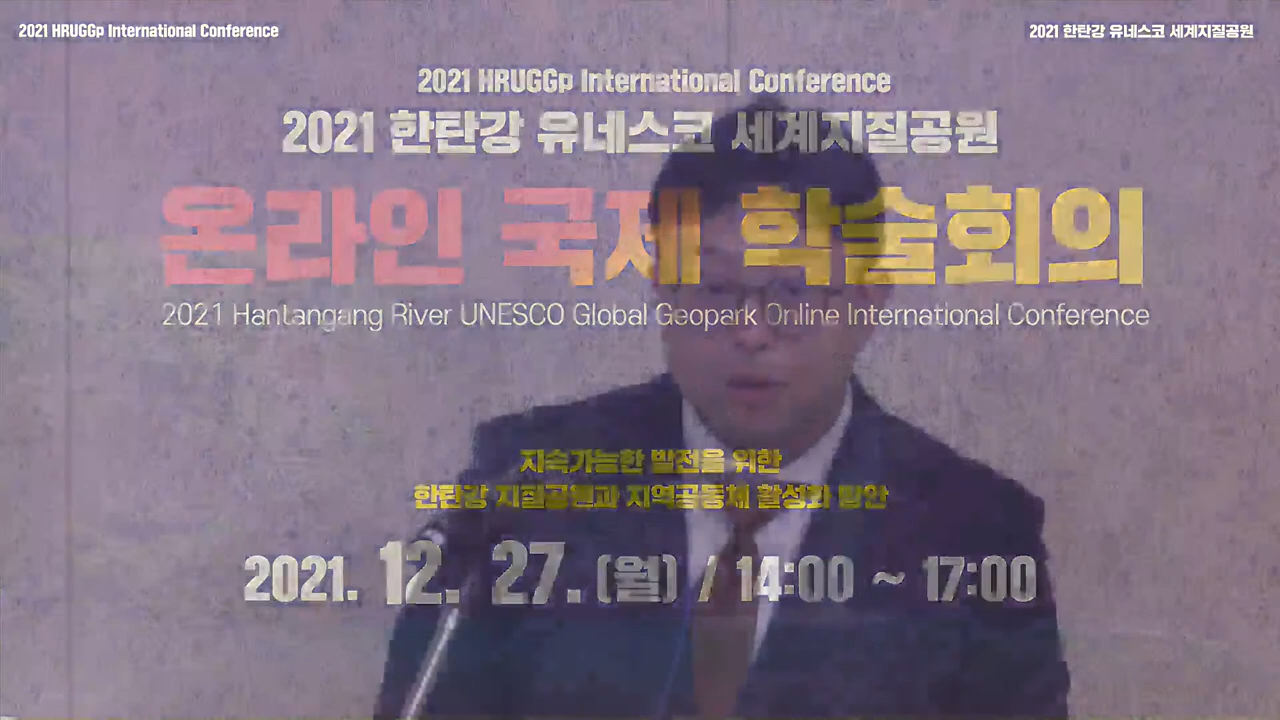 2021 HRUGGp International Conference
2021 한탄강 유네스코 세계지질공원
2021 HRUGGp International Conference
2021 한탄강 유네스코 세계지질공원
온라인 국제 학술회의
2021 Hantangang River UNESCO Global Geopark Online International Conference
지속가능한 발전을 위한
한탄강 지질공원과 지역공동체 활성화 방안
2021. 12. 27. (월) / 14:00 ~ 17:00